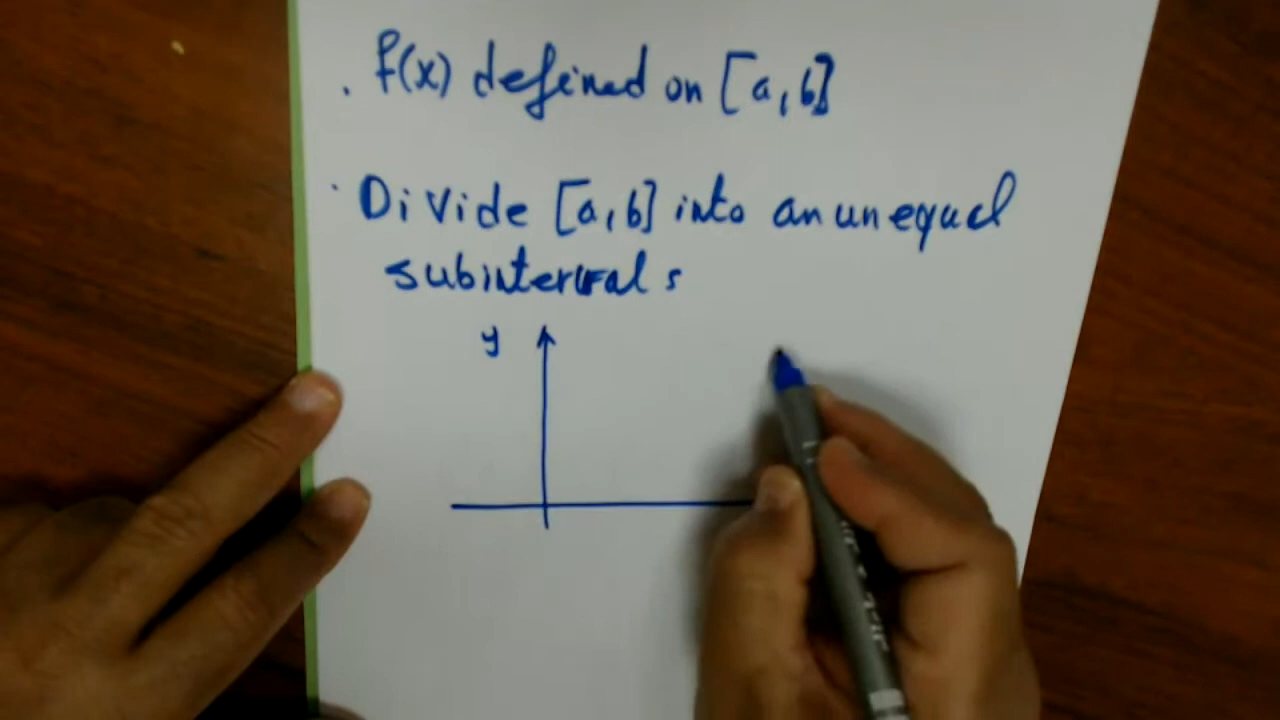 . f(x) defined on [a,b]
· Divide [a,b] into an unequal
subintervals
y